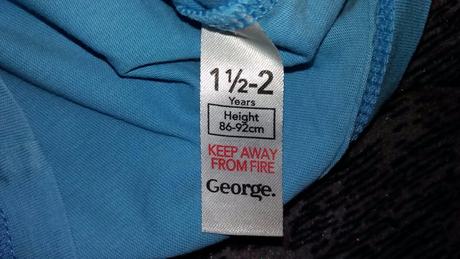 1½-2
Years
Height
86-92cm
KEEP AWAY
FROM FIRE
George.